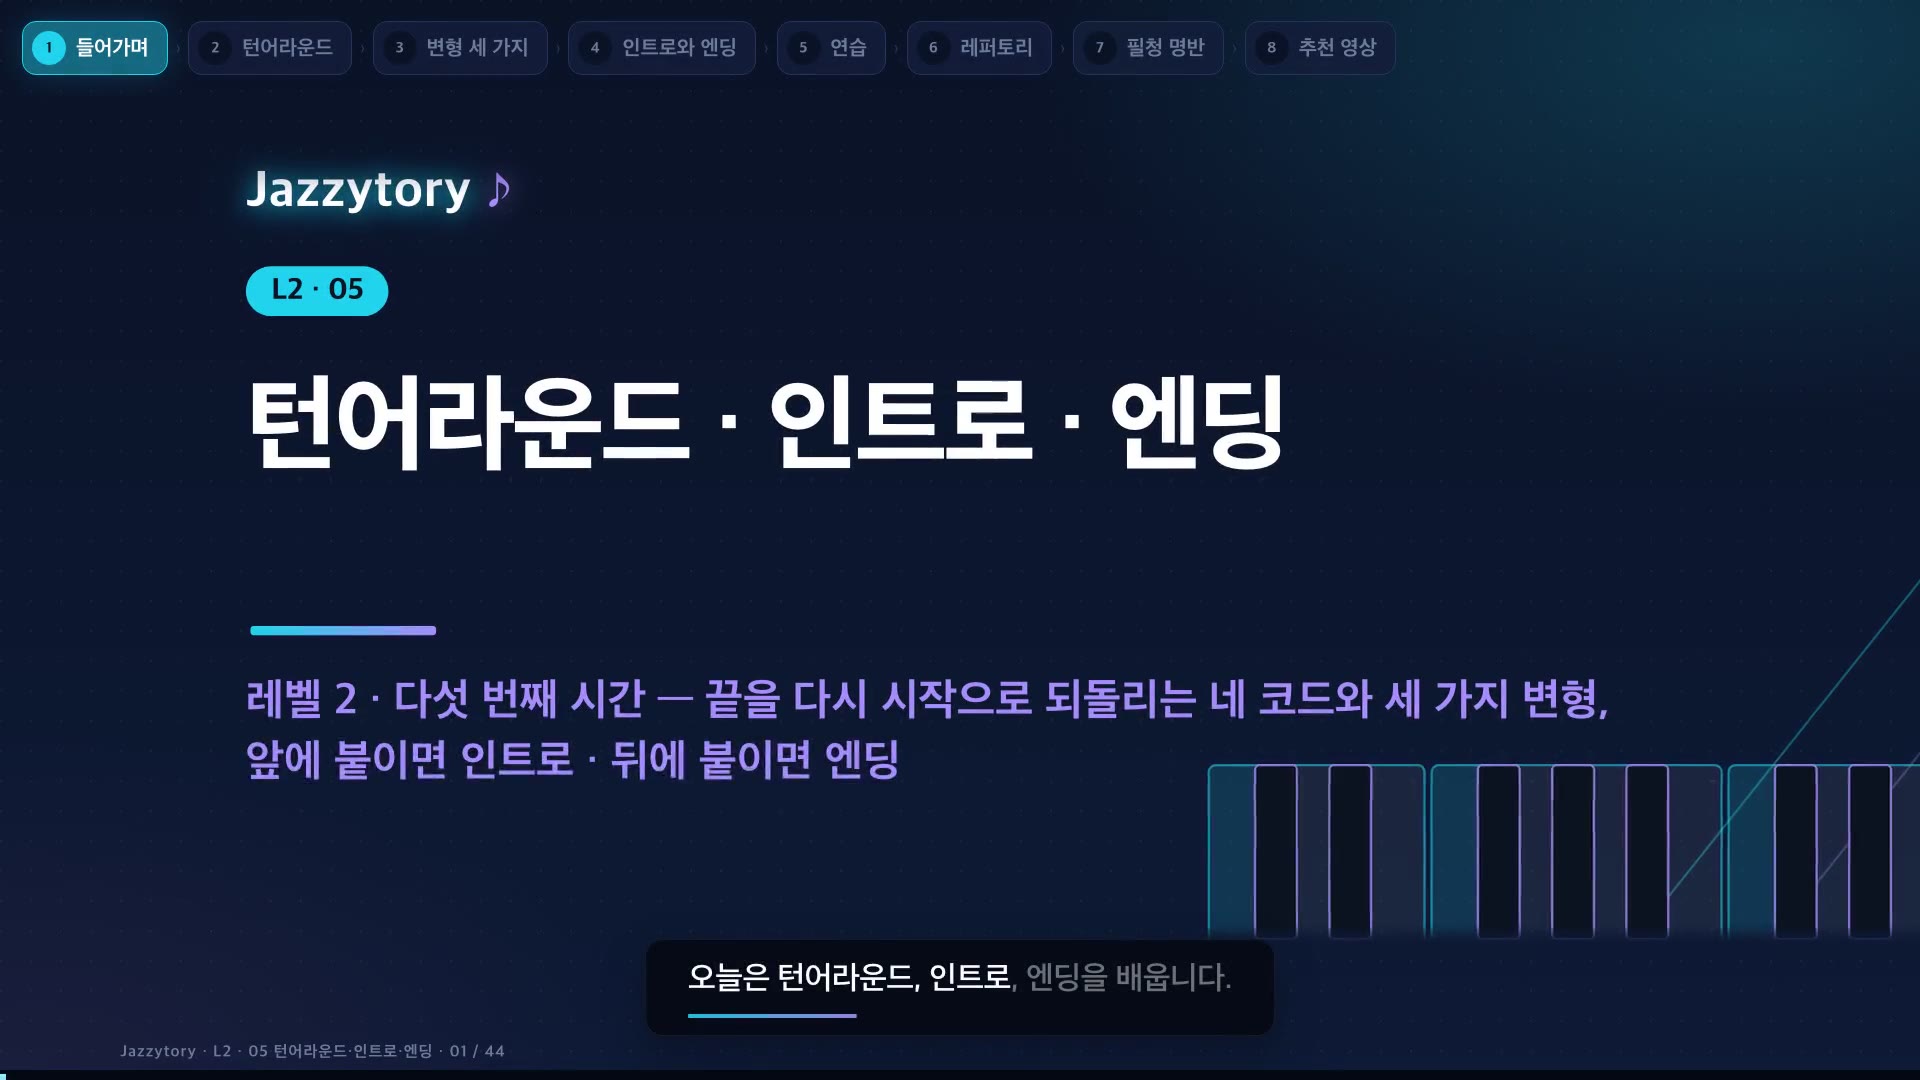 1 들어가며 › 2 턴어라운드 › 3 변형 세 가지 › 4 인트로와 엔딩 › 5 연습 › 6 레퍼토리 › 7 필청 명반 › 8 추천 영상
Jazzytory ♪
L2 · 05
턴어라운드 · 인트로 · 엔딩
레벨 2 · 다섯 번째 시간 — 끝을 다시 시작으로 되돌리는 네 코드와 세 가지 변형,
앞에 붙이면 인트로 · 뒤에 붙이면 엔딩
오늘은 턴어라운드, 인트로, 엔딩을 배웁니다.
Jazzytory · L2 · 05 턴어라운드·인트로·엔딩 · 01 / 44